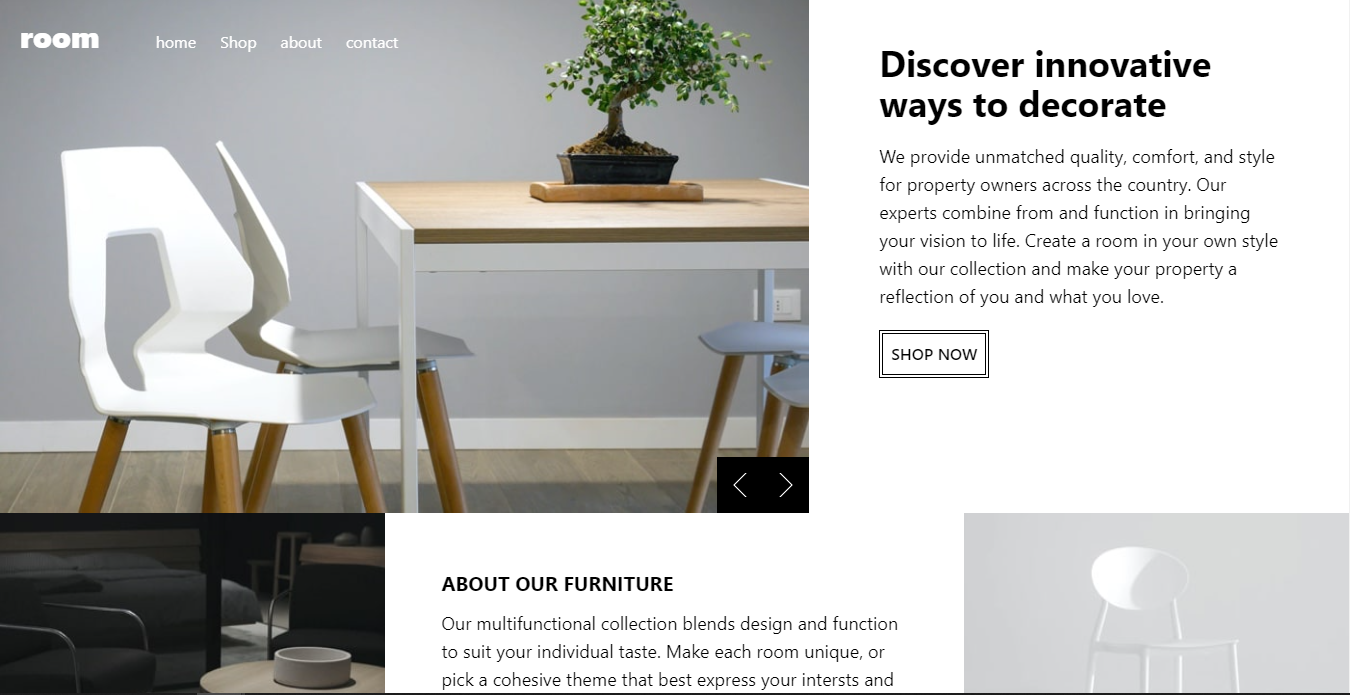 room
home Shop about contact
Discover innovative
ways to decorate
We provide unmatched quality, comfort, and style
for property owners across the country. Our
experts combine from and function in bringing
your vision to life. Create a room in your own style
with our collection and make your property a
reflection of you and what you love.
SHOP NOW
ABOUT OUR FURNITURE
Our multifunctional collection blends design and function
to suit your individual taste. Make each room unique, or
pick a cohesive theme that best express your intersts and